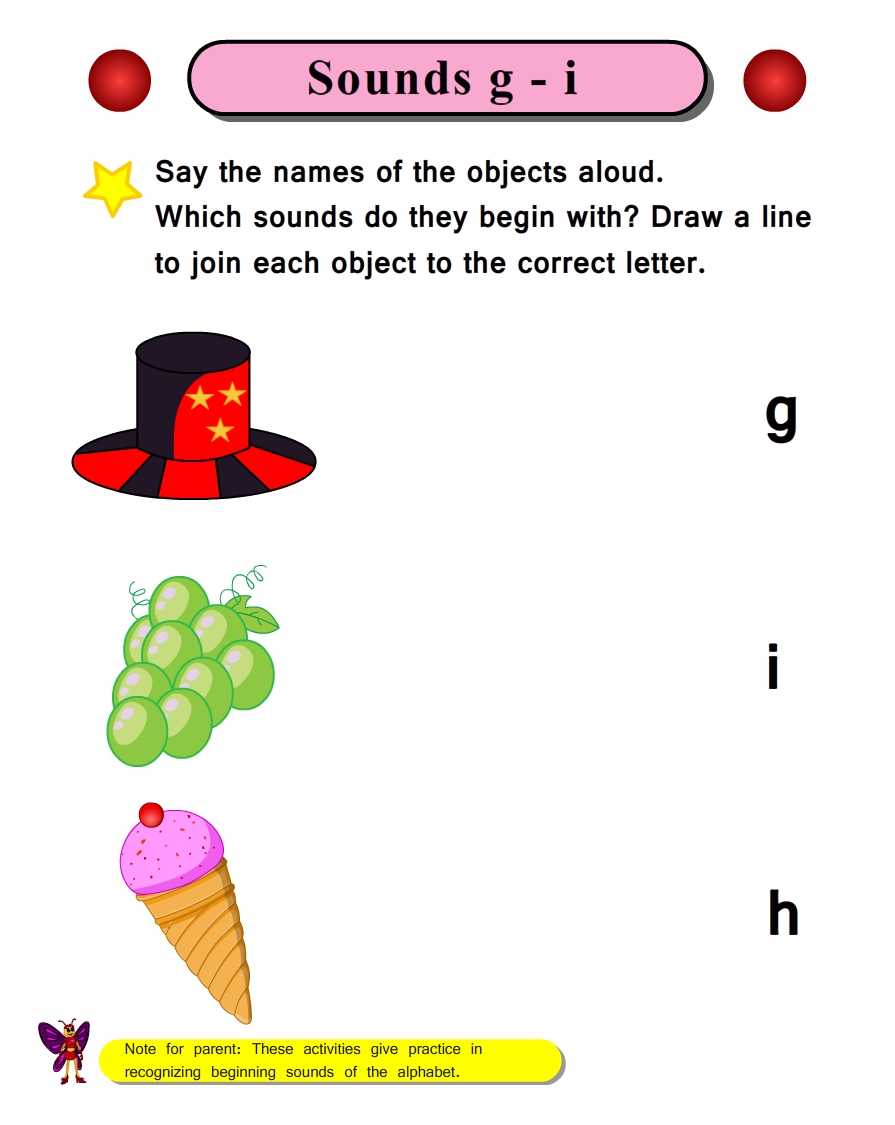 Sounds g - i
Say the names of the objects aloud.
Which sounds do they begin with? Draw a line
to join each object to the correct letter.
g
i
h
Note for parent: These activities give practice in
recognizing beginning sounds of the alphabet.